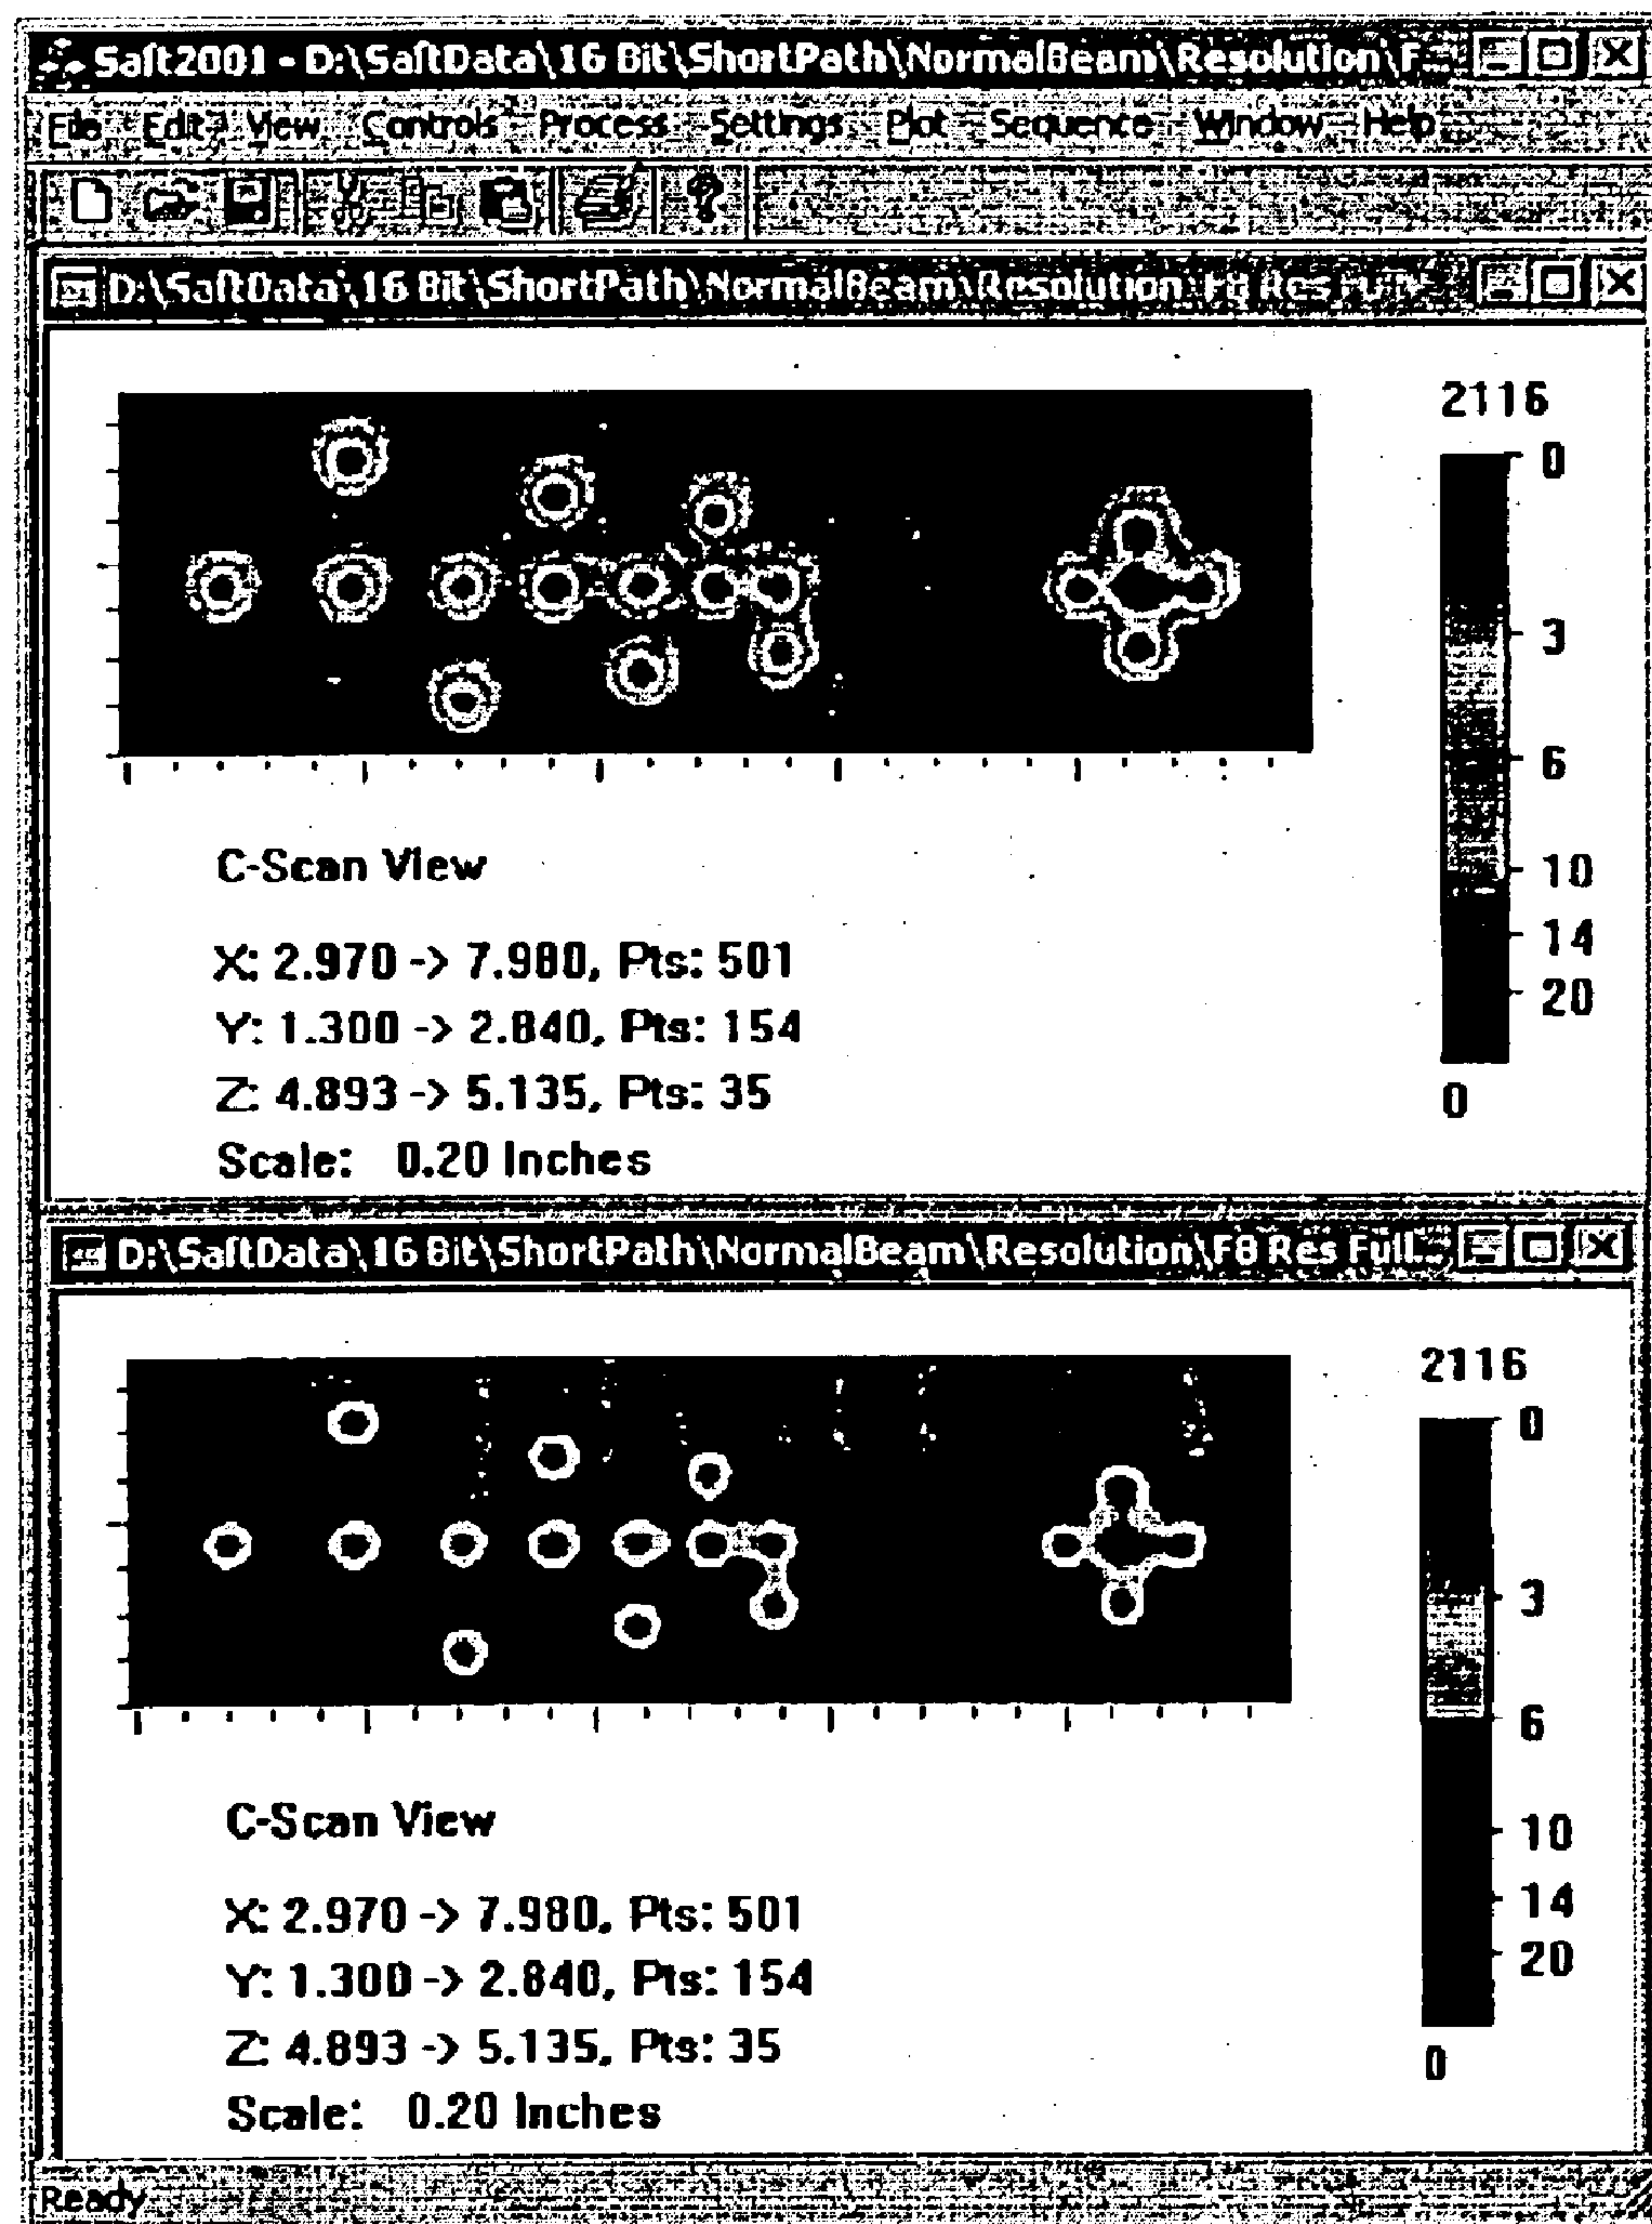 Saft2001 - D:\SaftData\16 Bit\ShortPath\NormalBeam\Resolution\F...
File Edit View Controls Process Settings Plot Sequence Window Help
D:\SaftData\16 Bit\ShortPath\NormalBeam\Resolution\F8 Res Full...
2116
0
3
6
10
14
20
0
C-Scan View
X: 2.970 -> 7.980, Pts: 501
Y: 1.300 -> 2.840, Pts: 154
Z: 4.893 -> 5.135, Pts: 35
Scale: 0.20 Inches
D:\SaftData\16 Bit\ShortPath\NormalBeam\Resolution\F8 Res Full...
2116
0
3
6
10
14
20
0
C-Scan View
X: 2.970 -> 7.980, Pts: 501
Y: 1.300 -> 2.840, Pts: 154
Z: 4.893 -> 5.135, Pts: 35
Scale: 0.20 Inches
Ready